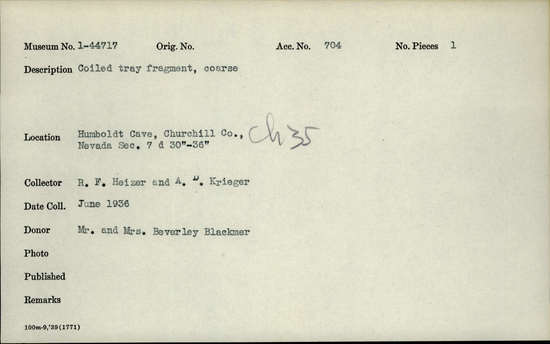 Museum No. 1-44717 Orig. No. Acc. No. 704 No. Pieces 1
Description Coiled tray fragment, coarse
Location Humboldt Cave, Churchill Co., Ch 35
Nevada Sec. 7 d 30"-36"
Collector R. F. Heizer and A. D. Krieger
Date Coll. June 1936
Donor Mr. and Mrs. Beverley Blackmer
Photo
Published
Remarks
100m-9,'39(1771)